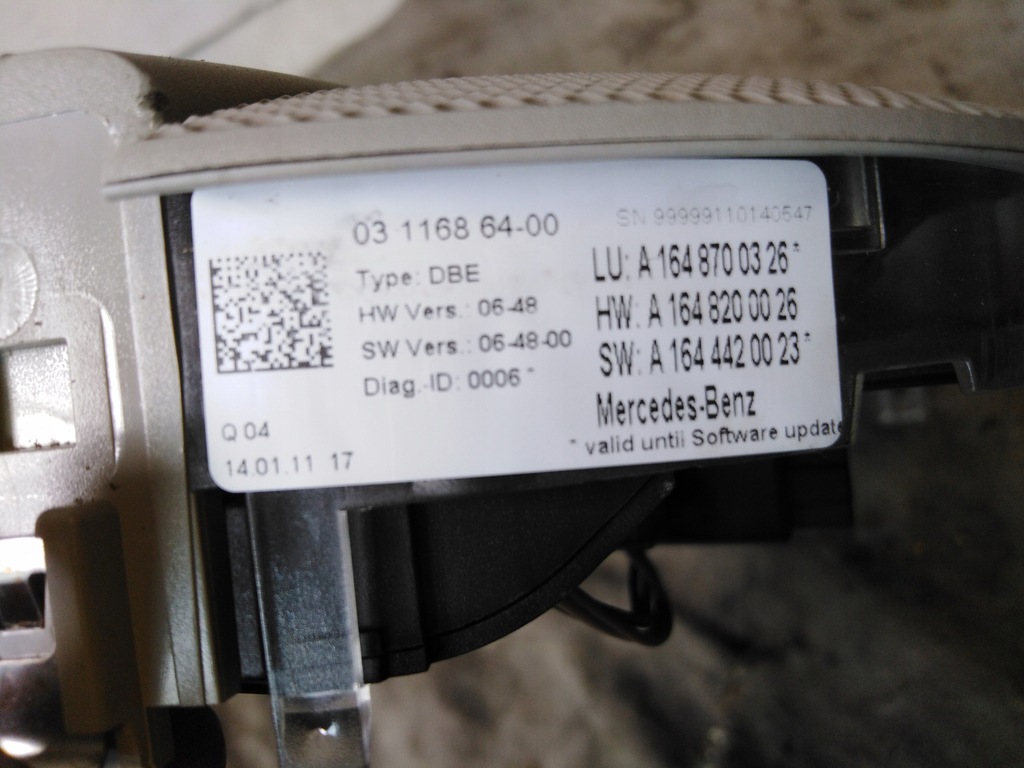 03 1168 64-00
Type: DBE
HW Vers.: 06-48
SW Vers.: 06-48-00
Diag.-ID: 0006*
Q 04
14.01.11 17
SN 99999110140547
LU: A 164 870 03 26*
HW: A 164 820 00 26
SW: A 164 442 00 23*
Mercedes-Benz
* valid until Software update